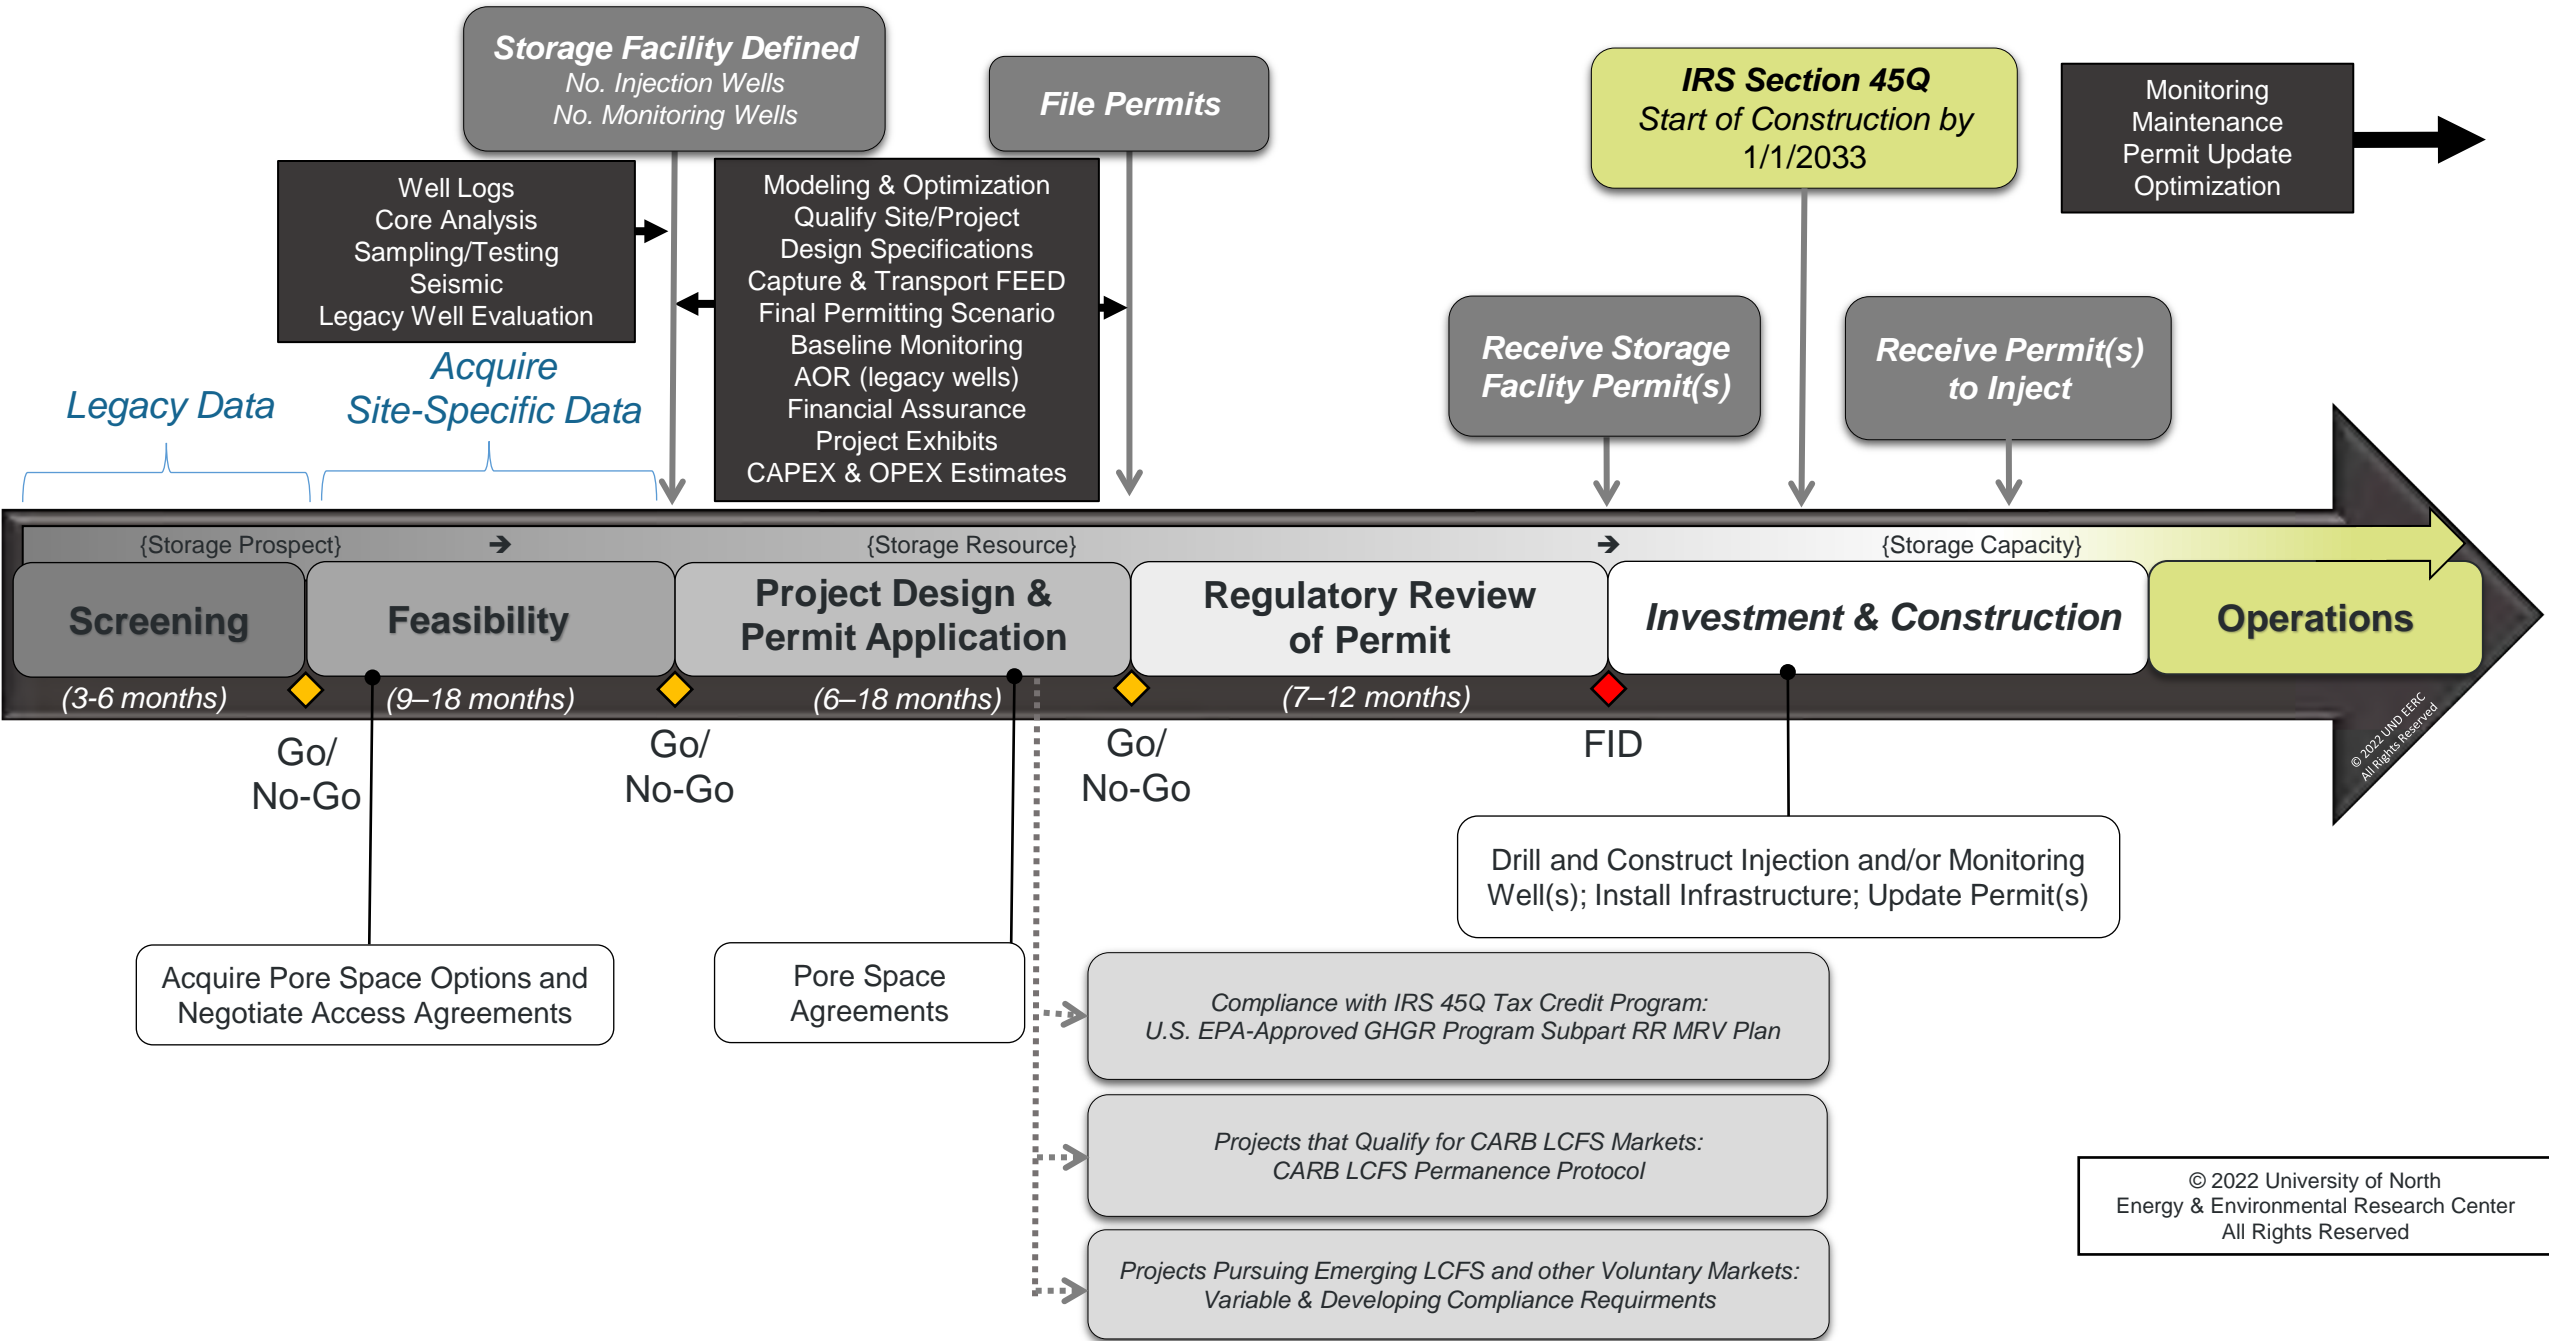 Storage Facility Defined
No. Injection Wells
No. Monitoring Wells
File Permits
IRS Section 45Q
Start of Construction by
1/1/2033
Monitoring
Maintenance
Permit Update
Optimization
Well Logs
Core Analysis
Sampling/Testing
Seismic
Legacy Well Evaluation
Modeling & Optimization
Qualify Site/Project
Design Specifications
Capture & Transport FEED
Final Permitting Scenario
Baseline Monitoring
AOR (legacy wells)
Financial Assurance
Project Exhibits
CAPEX & OPEX Estimates
Receive Storage
Faclity Permit(s)
Receive Permit(s)
to Inject
Legacy Data
Acquire
Site-Specific Data
{Storage Prospect}
{Storage Resource}
{Storage Capacity}
Screening
Feasibility
Project Design &
Permit Application
Regulatory Review
of Permit
Investment & Construction
Operations
(3-6 months)
(9–18 months)
(6–18 months)
(7–12 months)
Go/
No-Go
Go/
No-Go
Go/
No-Go
FID
© 2022 UND EERC
All Rights Reserved
Drill and Construct Injection and/or Monitoring
Well(s); Install Infrastructure; Update Permit(s)
Acquire Pore Space Options and
Negotiate Access Agreements
Pore Space
Agreements
Compliance with IRS 45Q Tax Credit Program:
U.S. EPA-Approved GHGR Program Subpart RR MRV Plan
Projects that Qualify for CARB LCFS Markets:
CARB LCFS Permanence Protocol
Projects Pursuing Emerging LCFS and other Voluntary Markets:
Variable & Developing Compliance Requirments
© 2022 University of North
Energy & Environmental Research Center
All Rights Reserved